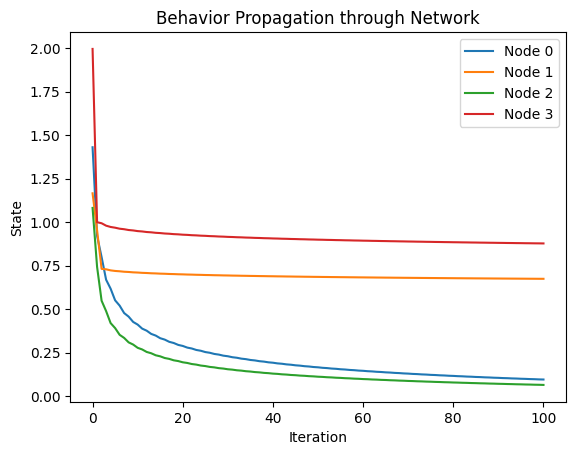 Behavior Propagation through Network
Node 0
Node 1
Node 2
Node 3
State
2.00
1.75
1.50
1.25
1.00
0.75
0.50
0.25
0.00
0
20
40
60
80
100
Iteration